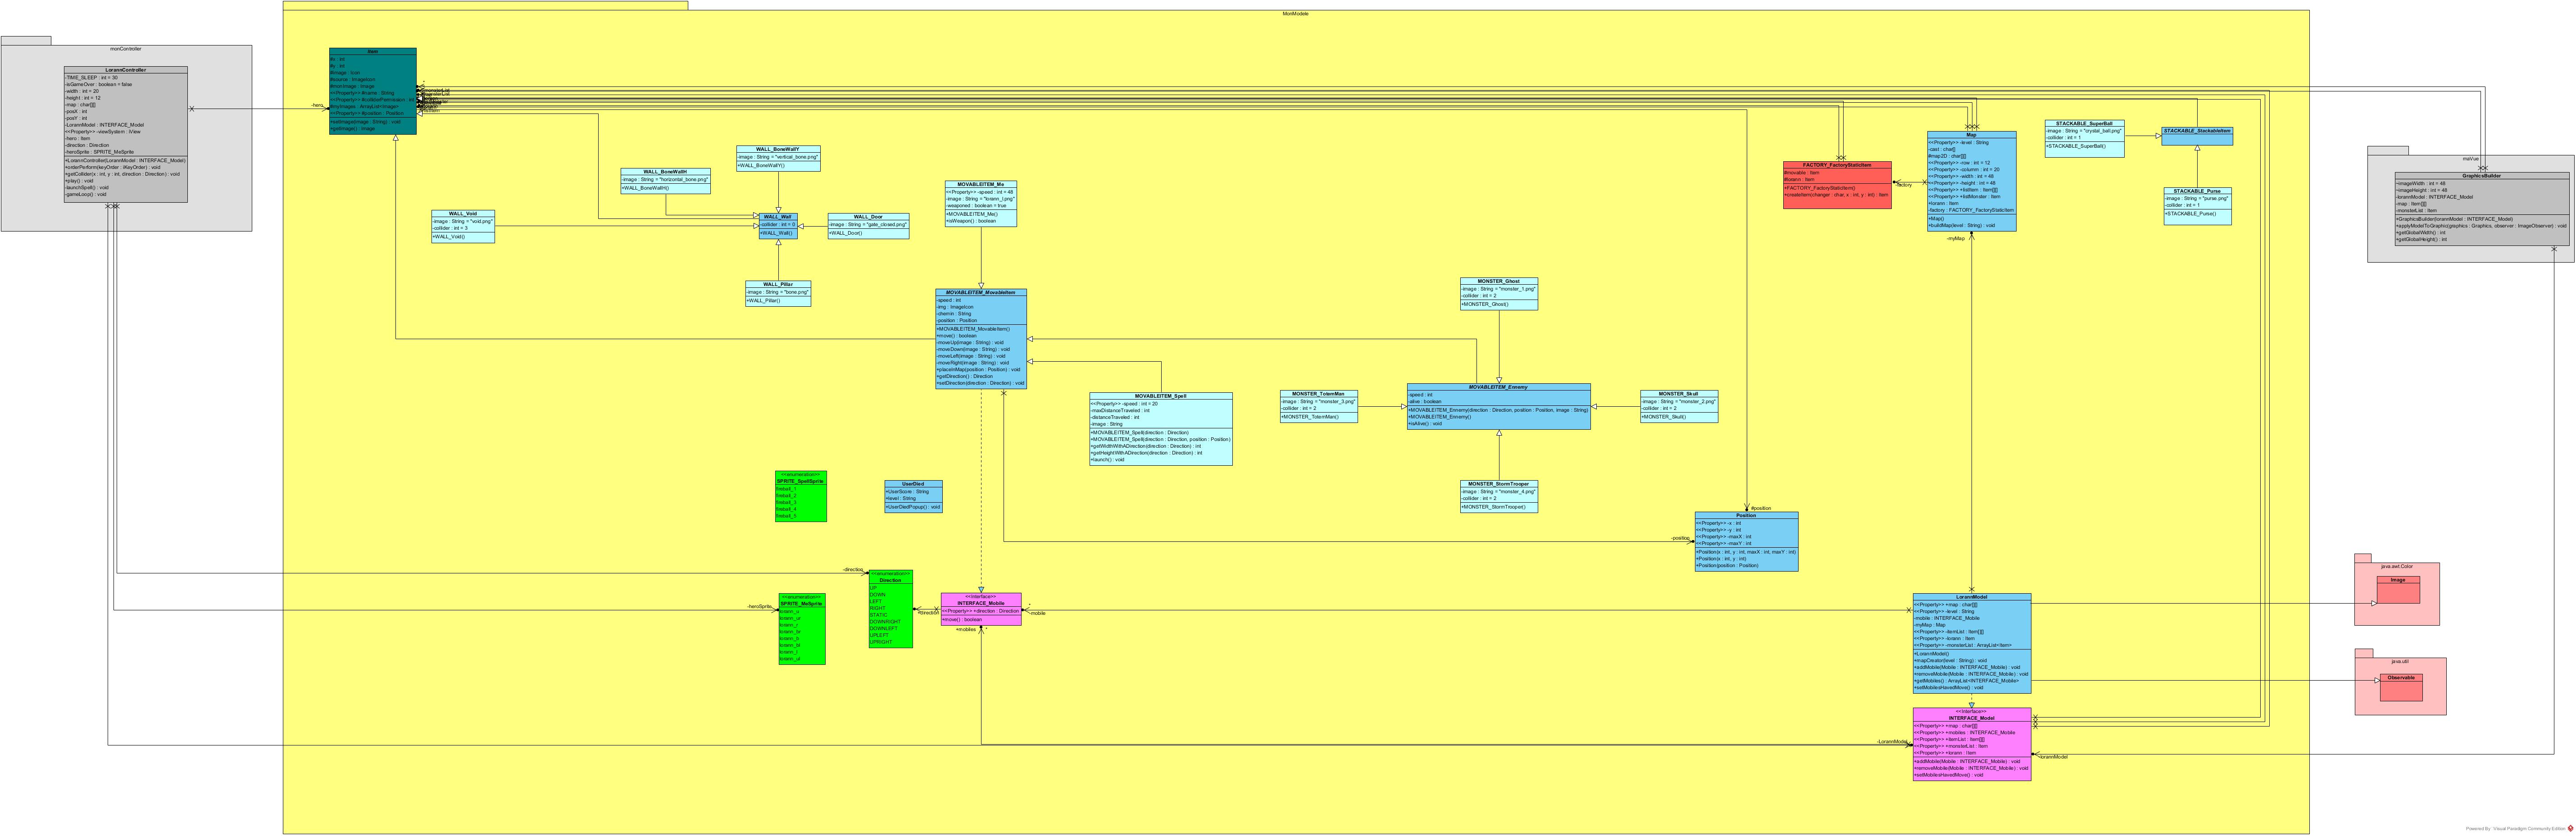 MonModele
monController
LorannController
-TIME_SLEEP : int = 30
-isGameOver : boolean = false
-width : int = 20
-height : int = 12
-map : char[][]
-posX : int
-posY : int
-LorannModel : INTERFACE_Model
<<Property>> -viewSystem : IView
-hero : Item
-direction : Direction
-heroSprite : SPRITE_MeSprite
+LorannController(LorannModel : INTERFACE_Model)
+orderPerform(keyOrder : IKeyOrder) : void
+getCollider(x : int, y : int, direction : Direction) : void
+play() : void
-launchSpell() : void
-gameLoop() : void
-hero
Item
#image : Icon
<<Property>> #name : String
<<Property>> #position : Position
+setImage(image : String) : void
+getImage() : Image
WALL_BoneWallY
-image : String = "vertical_bone.png"
+WALL_BoneWallY()
WALL_BoneWallH
-image : String = "horizontal_bone.png"
+WALL_BoneWallH()
WALL_Void
-image : String = "void.png"
-collider : int = 3
+WALL_Void()
WALL_Wall
-collider : int = 0
+WALL_Wall()
WALL_Door
-image : String = "gate_closed.png"
+WALL_Door()
WALL_Pillar
-image : String = "bone.png"
+WALL_Pillar()
MOVABLEITEM_Me
<<Property>> -speed : int = 48
-image : String = "lorann_l.png"
-weaponed : boolean = true
+MOVABLEITEM_Me()
+isWeapon() : boolean
MOVABLEITEM_MovableItem
-speed : int
-img : ImageIcon
-chemin : String
-position : Position
+MOVABLEITEM_MovableItem()
+move() : boolean
-moveUp(image : String) : void
-moveDown(image : String) : void
-moveLeft(image : String) : void
-moveRight(image : String) : void
+placeInMap(position : Position) : void
+getDirection() : Direction
+setDirection(direction : Direction) : void
MOVABLEITEM_Spell
<<Property>> -speed : int = 20
-maxDistanceTraveled : int
-distanceTraveled : int
-image : String
+MOVABLEITEM_Spell(direction : Direction)
+MOVABLEITEM_Spell(direction : Direction, position : Position)
+getWidthWithADirection(direction : Direction) : int
+getHeightWithADirection(direction : Direction) : int
+launch() : void
MONSTER_Ghost
-image : String = "monster_1.png"
-collider : int = 2
+MONSTER_Ghost()
MONSTER_TotemMan
-image : String = "monster_3.png"
-collider : int = 2
+MONSTER_TotemMan()
MOVABLEITEM_Ennemy
-speed : int
-alive : boolean
+MOVABLEITEM_Ennemy(direction : Direction, position : Position, image : String)
+MOVABLEITEM_Ennemy()
+isAlive() : void
MONSTER_Skull
-image : String = "monster_2.png"
-collider : int = 2
+MONSTER_Skull()
MONSTER_StormTrooper
-image : String = "monster_4.png"
-collider : int = 2
+MONSTER_StormTrooper()
FACTORY_FactoryStaticItem
#movable : Item
#lorann : Item
+FACTORY_FactoryStaticItem()
+createItem(changer : char, x : int, y : int) : Item
-factory
Map
<<Property>> -level : String
-cast : char[]
#map2D : char[][]
<<Property>> -row : int = 12
<<Property>> -column : int = 20
<<Property>> -width : int = 48
<<Property>> -height : int = 48
<<Property>> +listItem : Item[][]
<<Property>> +listMonster : Item
+lorann : Item
-factory : FACTORY_FactoryStaticItem
+Map()
+buildMap(level : String) : void
-myMap
STACKABLE_SuperBall
-image : String = "crystal_ball.png"
-collider : int = 1
+STACKABLE_SuperBall()
STACKABLE_StackableItem
STACKABLE_Purse
-image : String = "purse.png"
-collider : int = 1
+STACKABLE_Purse()
maVue
GraphicsBuilder
-imageWidth : int = 48
-imageHeight : int = 48
-lorannModel : INTERFACE_Model
-map : Item[][]
-monsterList : Item
+GraphicsBuilder(lorannModel : INTERFACE_Model)
+applyModelToGraphic(graphics : Graphics, observer : ImageObserver) : void
+getGlobalWidth() : int
+getGlobalHeight() : int
<<enumeration>>
SPRITE_SpellSprite
fireball_1
fireball_2
fireball_3
fireball_4
fireball_5
UserDied
+UserScore : String
+level : String
+UserDiedPopup() : void
#position
-position
Position
<<Property>> -x : int
<<Property>> -y : int
<<Property>> -maxX : int
<<Property>> -maxY : int
+Position(x : int, y : int, maxX : int, maxY : int)
+Position(x : int, y : int)
+Position(position : Position)
-direction
<<enumeration>>
Direction
UP
DOWN
LEFT
RIGHT
STATIC
DOWNRIGHT
DOWNLEFT
UPLEFT
UPRIGHT
-heroSprite
<<enumeration>>
SPRITE_MeSprite
lorann_u
lorann_ur
lorann_r
lorann_br
lorann_b
lorann_bl
lorann_l
lorann_ul
+direction
<<Interface>>
INTERFACE_Mobile
<<Property>> +direction : Direction
+move() : boolean
-mobile
*
+mobiles
*
LorannModel
<<Property>> +map : char[][]
<<Property>> -level : String
-mobile : INTERFACE_Mobile
-myMap : Map
<<Property>> -itemList : Item[][]
<<Property>> -lorann : Item
<<Property>> -monsterList : ArrayList<Item>
+LorannModel()
+mapCreator(level : String) : void
+addMobile(Mobile : INTERFACE_Mobile) : void
+removeMobile(Mobile : INTERFACE_Mobile) : void
+getMobiles() : ArrayList<INTERFACE_Mobile>
+setMobilesHavedMove() : void
-LorannModel
<<Interface>>
INTERFACE_Model
<<Property>> +map : char[][]
<<Property>> +mobiles : INTERFACE_Mobile
<<Property>> +itemList : Item[][]
<<Property>> +monsterList : Item
<<Property>> +lorann : Item
+addMobile(Mobile : INTERFACE_Mobile) : void
+removeMobile(Mobile : INTERFACE_Mobile) : void
+setMobilesHavedMove() : void
-lorannModel
java.awt.Color
Image
java.util
Observable
Powered By : Visual Paradigm Community Edition